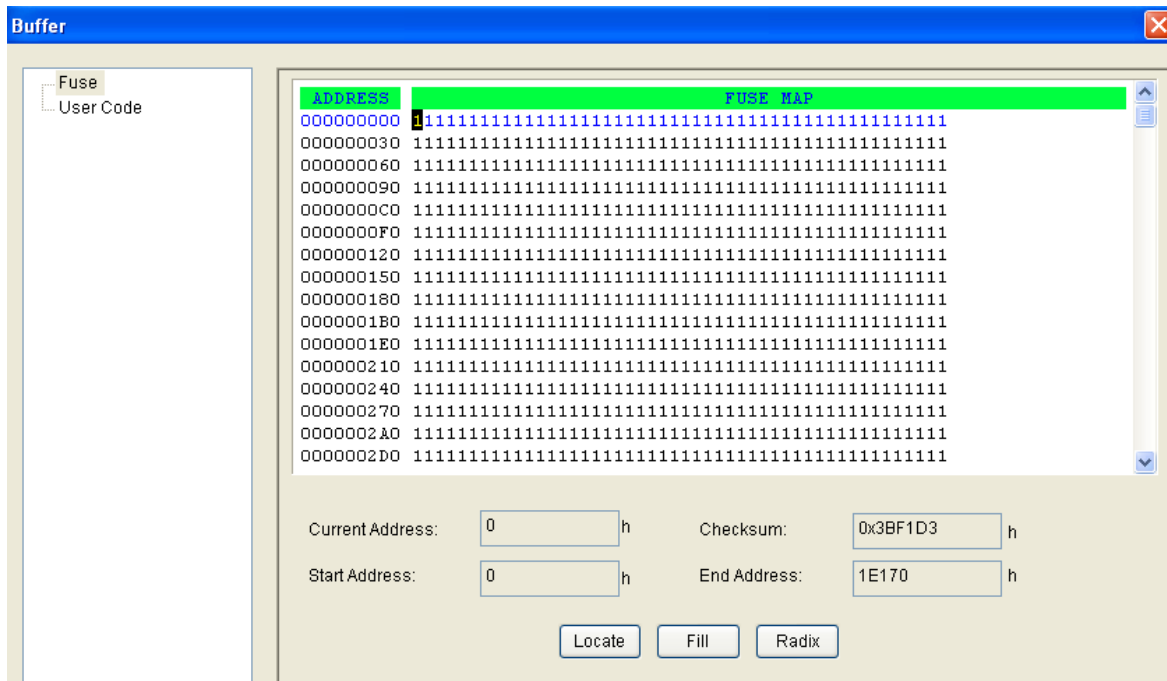 Buffer
Fuse
User Code
ADDRESS FUSE MAP
000000000 111111111111111111111111111111111111111111111111
000000030 111111111111111111111111111111111111111111111111
000000060 111111111111111111111111111111111111111111111111
000000090 111111111111111111111111111111111111111111111111
0000000C0 111111111111111111111111111111111111111111111111
0000000F0 111111111111111111111111111111111111111111111111
000000120 111111111111111111111111111111111111111111111111
000000150 111111111111111111111111111111111111111111111111
000000180 111111111111111111111111111111111111111111111111
0000001B0 111111111111111111111111111111111111111111111111
0000001E0 111111111111111111111111111111111111111111111111
000000210 111111111111111111111111111111111111111111111111
000000240 111111111111111111111111111111111111111111111111
000000270 111111111111111111111111111111111111111111111111
0000002A0 111111111111111111111111111111111111111111111111
0000002D0 111111111111111111111111111111111111111111111111
Current Address: 0 h Checksum: 0x3BF1D3 h
Start Address: 0 h End Address: 1E170 h
Locate Fill Radix